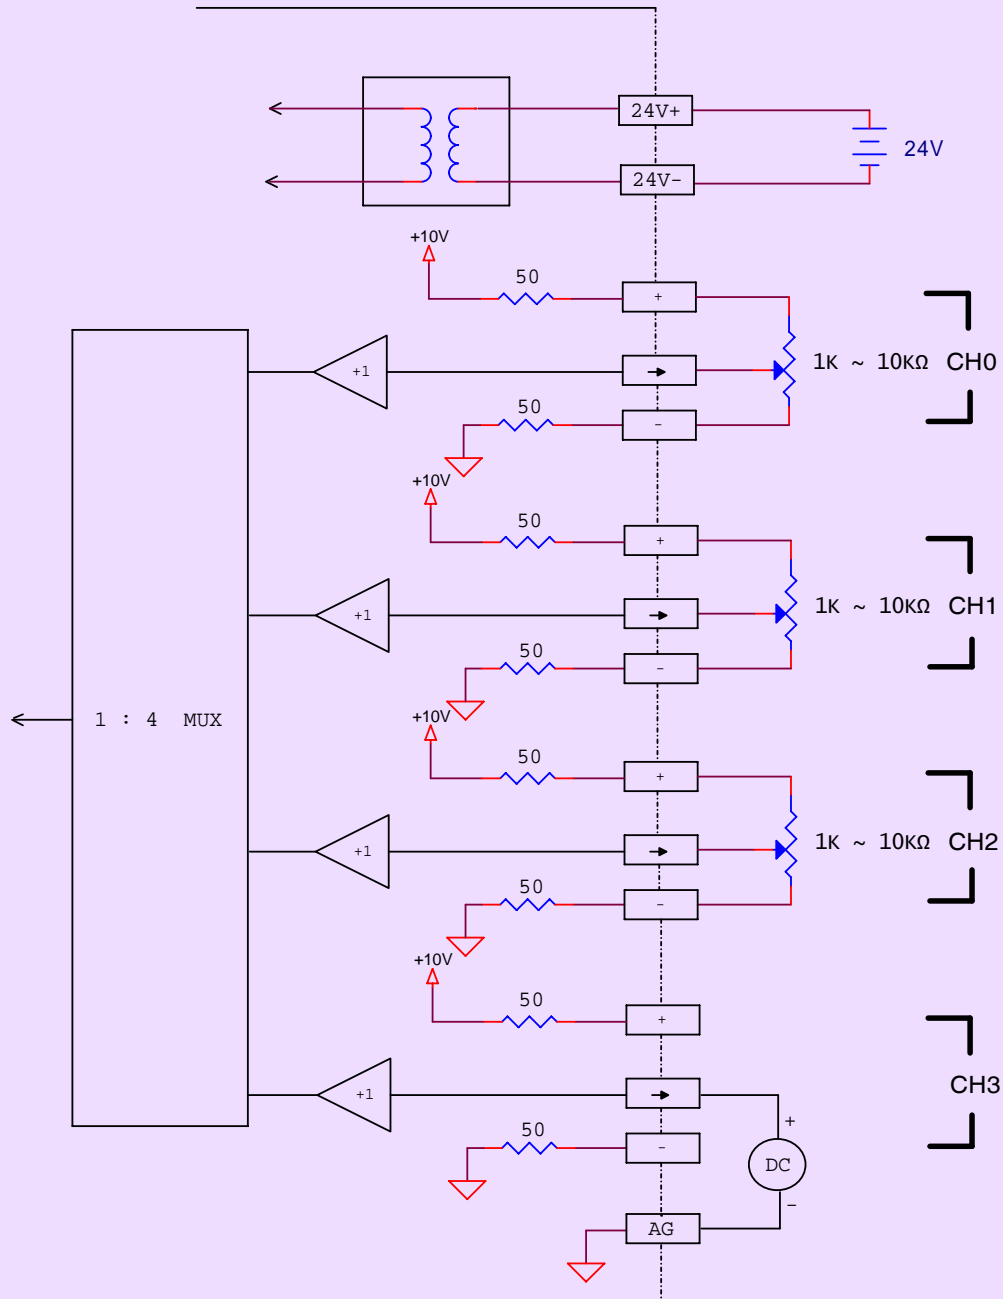 24V+
24V
24V-
+10V
50
+
+1
→
1K ~ 10KΩ CH0
50
-
+10V
50
+
+1
→
1K ~ 10KΩ CH1
50
-
1 : 4 MUX
+10V
50
+
+1
→
1K ~ 10KΩ CH2
50
-
+10V
50
+
CH3
+1
→
+
50
-
DC
-
AG